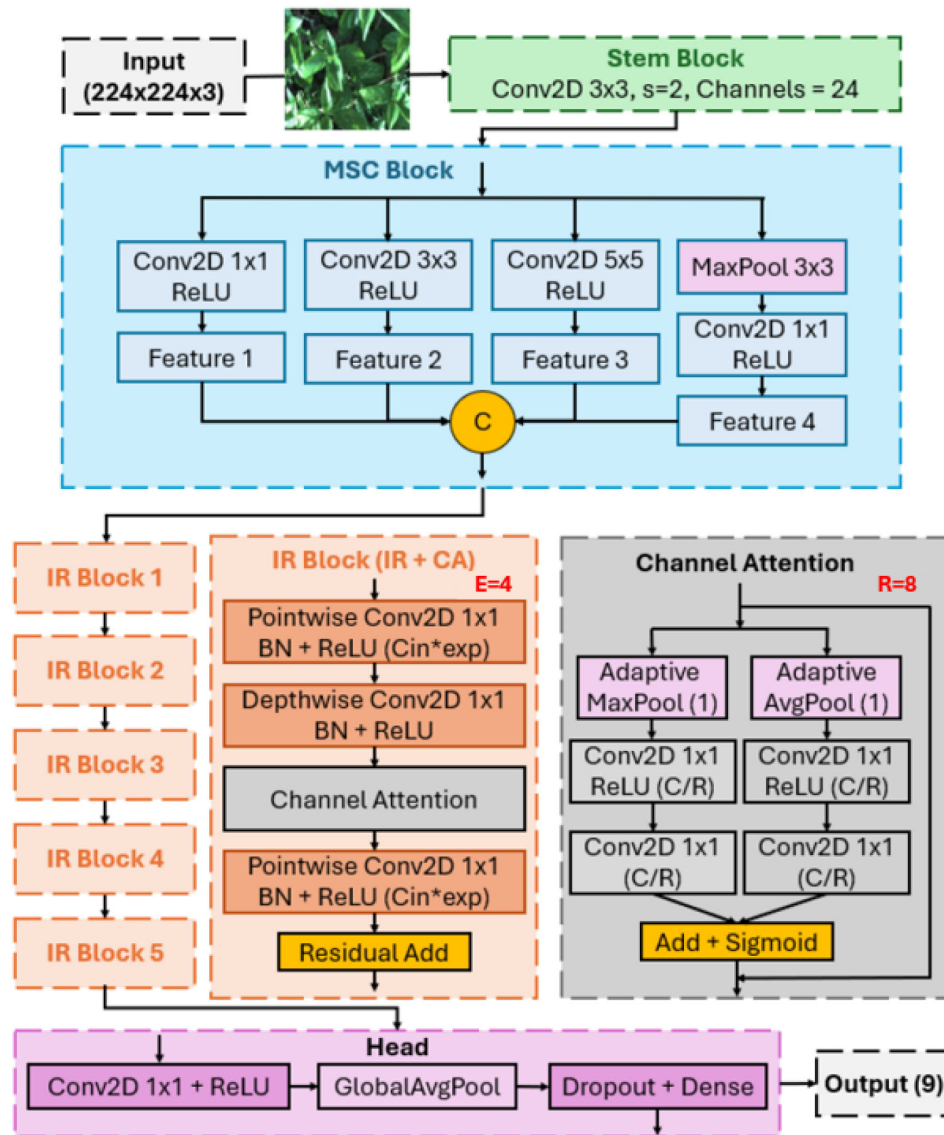 Input
(224x224x3)
Stem Block
Conv2D 3x3, s=2, Channels = 24
MSC Block
Conv2D 1x1
ReLU
Feature 1
Conv2D 3x3
ReLU
Feature 2
Conv2D 5x5
ReLU
Feature 3
MaxPool 3x3
Conv2D 1x1
ReLU
Feature 4
C
IR Block 1
IR Block 2
IR Block 3
IR Block 4
IR Block 5
IR Block (IR + CA)
E=4
Pointwise Conv2D 1x1
BN + ReLU (Cin*exp)
Depthwise Conv2D 1x1
BN + ReLU
Channel Attention
Pointwise Conv2D 1x1
BN + ReLU (Cin*exp)
Residual Add
Channel Attention
R=8
Adaptive
MaxPool (1)
Conv2D 1x1
ReLU (C/R)
Conv2D 1x1
(C/R)
Adaptive
AvgPool (1)
Conv2D 1x1
ReLU (C/R)
Conv2D 1x1
(C/R)
Add + Sigmoid
Head
Conv2D 1x1 + ReLU
GlobalAvgPool
Dropout + Dense
Output (9)